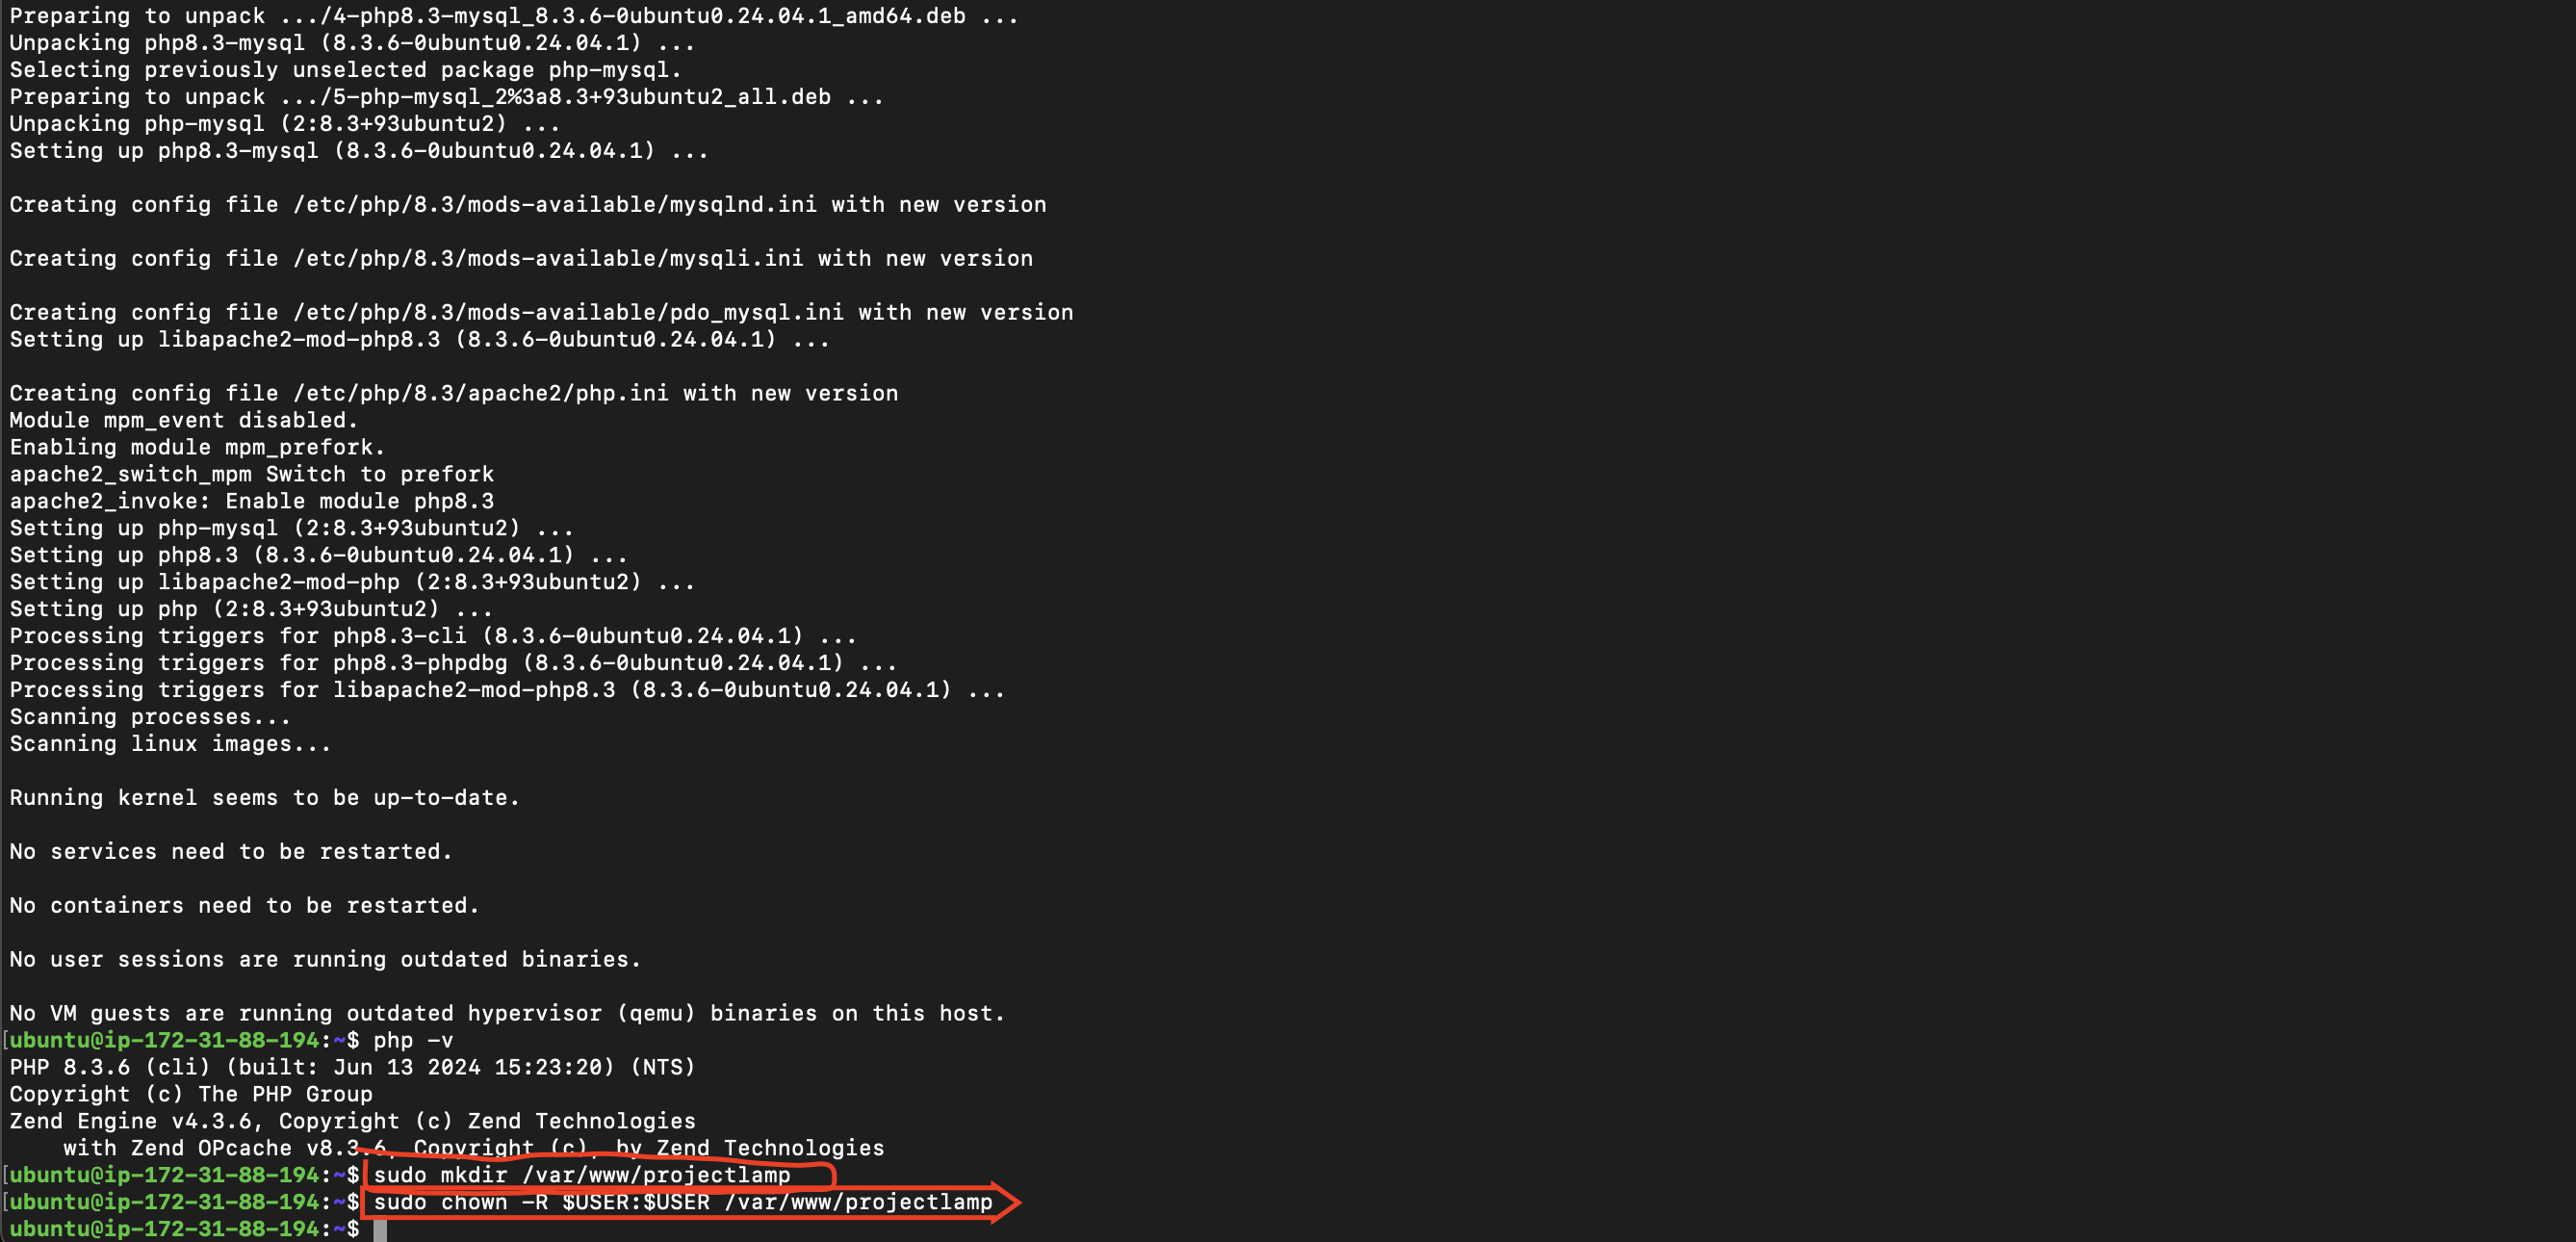 Preparing to unpack .../4-php8.3-mysql_8.3.6-0ubuntu0.24.04.1_amd64.deb ...
Unpacking php8.3-mysql (8.3.6-0ubuntu0.24.04.1) ...
Selecting previously unselected package php-mysql.
Preparing to unpack .../5-php-mysql_2%3a8.3+93ubuntu2_all.deb ...
Unpacking php-mysql (2:8.3+93ubuntu2) ...
Setting up php8.3-mysql (8.3.6-0ubuntu0.24.04.1) ...
Creating config file /etc/php/8.3/mods-available/mysqlnd.ini with new version
Creating config file /etc/php/8.3/mods-available/mysqli.ini with new version
Creating config file /etc/php/8.3/mods-available/pdo_mysql.ini with new version
Setting up libapache2-mod-php8.3 (8.3.6-0ubuntu0.24.04.1) ...
Creating config file /etc/php/8.3/apache2/php.ini with new version
Module mpm_event disabled.
Enabling module mpm_prefork.
apache2_switch_mpm Switch to prefork
apache2_invoke: Enable module php8.3
Setting up php-mysql (2:8.3+93ubuntu2) ...
Setting up php8.3 (8.3.6-0ubuntu0.24.04.1) ...
Setting up libapache2-mod-php (2:8.3+93ubuntu2) ...
Setting up php (2:8.3+93ubuntu2) ...
Processing triggers for php8.3-cli (8.3.6-0ubuntu0.24.04.1) ...
Processing triggers for php8.3-phpdbg (8.3.6-0ubuntu0.24.04.1) ...
Processing triggers for libapache2-mod-php8.3 (8.3.6-0ubuntu0.24.04.1) ...
Scanning processes...
Scanning linux images...
Running kernel seems to be up-to-date.
No services need to be restarted.
No containers need to be restarted.
No user sessions are running outdated binaries.
No VM guests are running outdated hypervisor (qemu) binaries on this host.
[ubuntu@ip-172-31-88-194:~$ php -v
PHP 8.3.6 (cli) (built: Jun 13 2024 15:23:20) (NTS)
Copyright (c) The PHP Group
Zend Engine v4.3.6, Copyright (c) Zend Technologies
    with Zend OPcache v8.3.6, Copyright (c), by Zend Technologies
[ubuntu@ip-172-31-88-194:~$ sudo mkdir /var/www/projectlamp
[ubuntu@ip-172-31-88-194:~$ sudo chown -R $USER:$USER /var/www/projectlamp
ubuntu@ip-172-31-88-194:~$